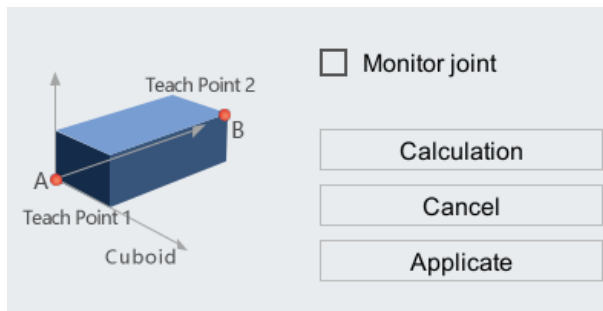 Teach Point 2
B
A
Teach Point 1
Cuboid
Monitor joint
Calculation
Cancel
Applicate